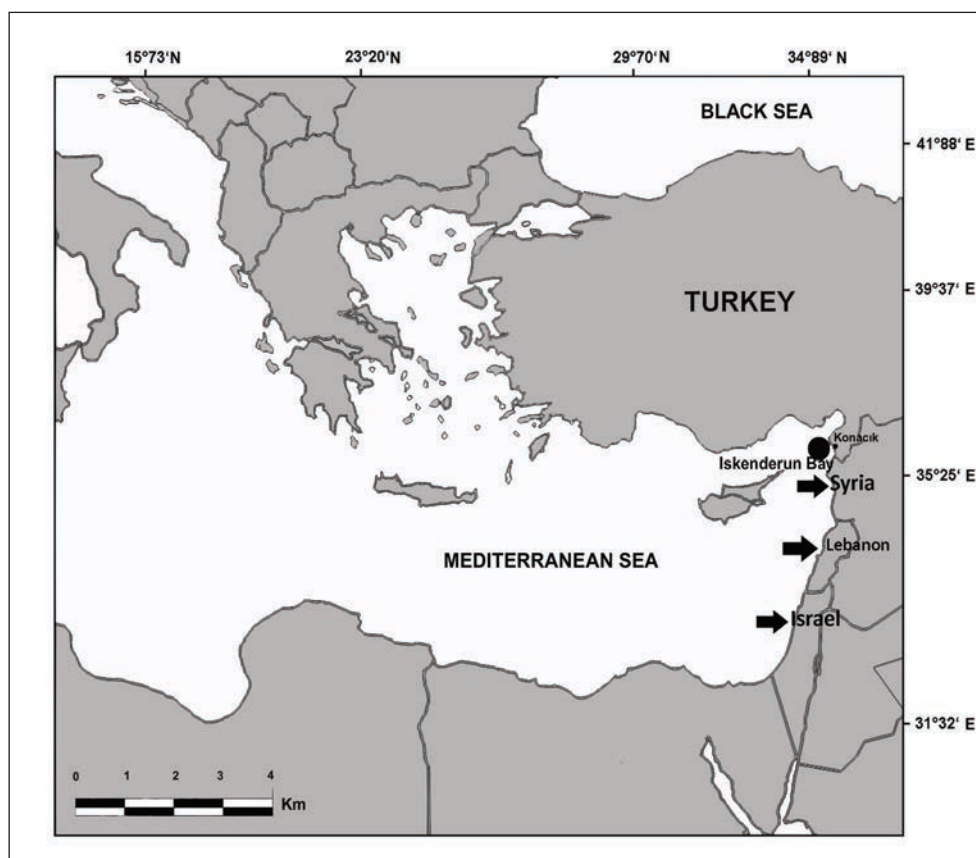 15°73'N 23°20'N 29°70'N 34°89'N
BLACK SEA
41°88' E
39°37' E
TURKEY
Konacık
Iskenderun Bay
35°25' E
Syria
Lebanon
MEDITERRANEAN SEA
Israel
31°32' E
0 1 2 3 4
Km